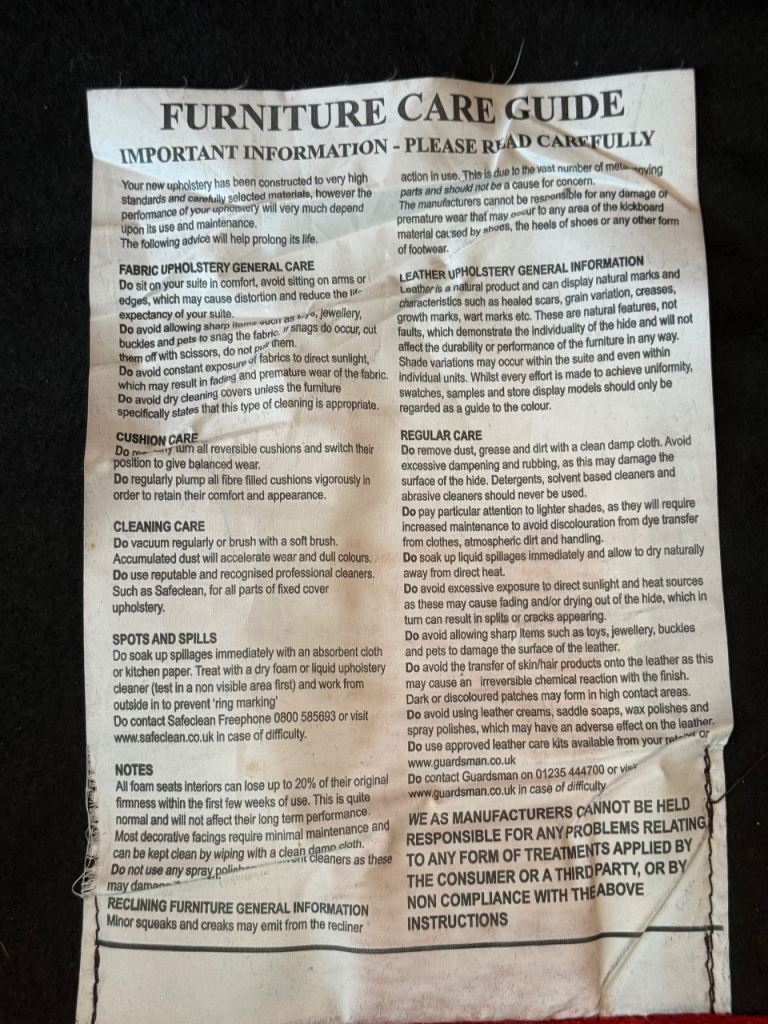 FURNITURE CARE GUIDE
IMPORTANT INFORMATION - PLEASE READ CAREFULLY
Your new upholstery has been constructed to very high
standards and carefully selected materials, however the
performance of your upholstery will very much depend
upon its use and maintenance.
The following advice will help prolong its life.
FABRIC UPHOLSTERY GENERAL CARE
Do sit on your suite in comfort, avoid sitting on arms or
edges, which may cause distortion and reduce the life
expectancy of your suite.
Do avoid allowing sharp items such as toys, jewellery,
buckles and pets to snag the fabric. If snags do occur, cut
them off with scissors, do not pull them.
Do avoid constant exposure of fabrics to direct sunlight,
which may result in fading and premature wear of the fabric.
Do avoid dry cleaning covers unless the furniture
specifically states that this type of cleaning is appropriate.
CUSHION CARE
Do turn all reversible cushions and switch their
position to give balanced wear.
Do regularly plump all fibre filled cushions vigorously in
order to retain their comfort and appearance.
CLEANING CARE
Do vacuum regularly or brush with a soft brush.
Accumulated dust will accelerate wear and dull colours.
Do use reputable and recognised professional cleaners.
Such as Safeclean, for all parts of fixed cover
upholstery.
SPOTS AND SPILLS
Do soak up spillages immediately with an absorbent cloth
or kitchen paper. Treat with a dry foam or liquid upholstery
cleaner (test in a non visible area first) and work from
outside in to prevent 'ring marking'
Do contact Safeclean Freephone 0800 585693 or visit
www.safeclean.co.uk in case of difficulty.
NOTES
All foam seats interiors can lose up to 20% of their original
firmness within the first few weeks of use. This is quite
normal and will not affect their long term performance.
Most decorative facings require minimal maintenance and
can be kept clean by wiping with a clean damp cloth.
Do not use any spray cleaners as these
may
RECLINING FURNITURE GENERAL INFORMATION
Minor squeaks and creaks may emit from the recliner
action in use. This is due to the vast number of moving
parts and should not be a cause for concern.
The manufacturers cannot be responsible for any damage or
premature wear that may occur to any area of the kickboard
material caused by shoes, the heels of shoes or any other form
of footwear.
LEATHER UPHOLSTERY GENERAL INFORMATION
Leather is a natural product and can display natural marks and
characteristics such as healed scars, grain variation, creases,
growth marks, wart marks etc. These are natural features, not
faults, which demonstrate the individuality of the hide and will not
affect the durability or performance of the furniture in any way.
Shade variations may occur within the suite and even within
individual units. Whilst every effort is made to achieve uniformity,
swatches, samples and store display models should only be
regarded as a guide to the colour.
REGULAR CARE
Do remove dust, grease and dirt with a clean damp cloth. Avoid
excessive dampening and rubbing, as this may damage the
surface of the hide. Detergents, solvent based cleaners and
abrasive cleaners should never be used.
Do pay particular attention to lighter shades, as they will require
increased maintenance to avoid discolouration from dye transfer
from clothes, atmospheric dirt and handling.
Do soak up liquid spillages immediately and allow to dry naturally
away from direct heat.
Do avoid excessive exposure to direct sunlight and heat sources
as these may cause fading and/or drying out of the hide, which in
turn can result in splits or cracks appearing.
Do avoid allowing sharp items such as toys, jewellery, buckles
and pets to damage the surface of the leather.
Do avoid the transfer of skin/hair products onto the leather as this
may cause an irreversible chemical reaction with the finish.
Dark or discoloured patches may form in high contact areas.
Do avoid using leather creams, saddle soaps, wax polishes and
spray polishes, which may have an adverse effect on the leather.
Do use approved leather care kits available from your retailer or
www.guardsman.co.uk
Do contact Guardsman on 01235 444700 or visit
www.guardsman.co.uk in case of difficulty
WE AS MANUFACTURERS CANNOT BE HELD
RESPONSIBLE FOR ANY PROBLEMS RELATING
TO ANY FORM OF TREATMENTS APPLIED BY
THE CONSUMER OR A THIRD PARTY, OR BY
NON COMPLIANCE WITH THE ABOVE
INSTRUCTIONS